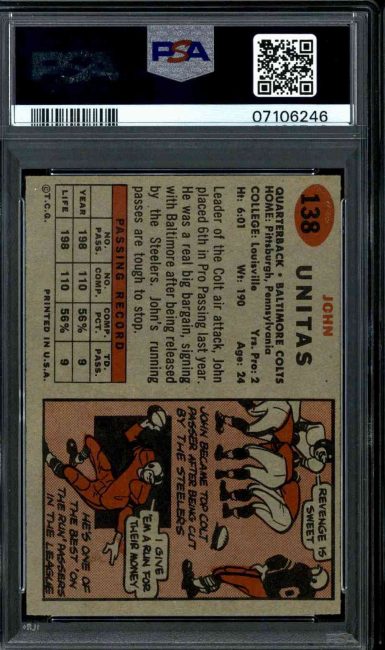 PSA
07106246
138
JOHN
UNITAS
QUARTERBACK • BALTIMORE COLTS
HOME: Pittsburgh, Pennsylvania
COLLEGE: Louisville Yrs. Pro: 2
Ht: 6:01 Wt: 190 Age: 24
Leader of the Colt air attack, John
placed 6th in Pro Passing last year.
He was a real big bargain, signing
with Baltimore after being released
by the Steelers. John's running
passes are tough to stop.
PASSING RECORD
NO. NO. COMP. TD.
YEAR PASS. COMP. PCT. PASS.
198 110 56% 9
LIFE 198 110 56% 9
©T.C.G. PRINTED IN U.S.A.
REVENGE IS
SWEET
JOHN BECAME TOP COLT
PASSER AFTER BEING CUT
BY THE STEELERS
I GIVE
'EM A RUN FOR
THEIR MONEY
HE'S ONE OF
THE BEST "ON
THE RUN" PASSERS
IN THE LEAGUE